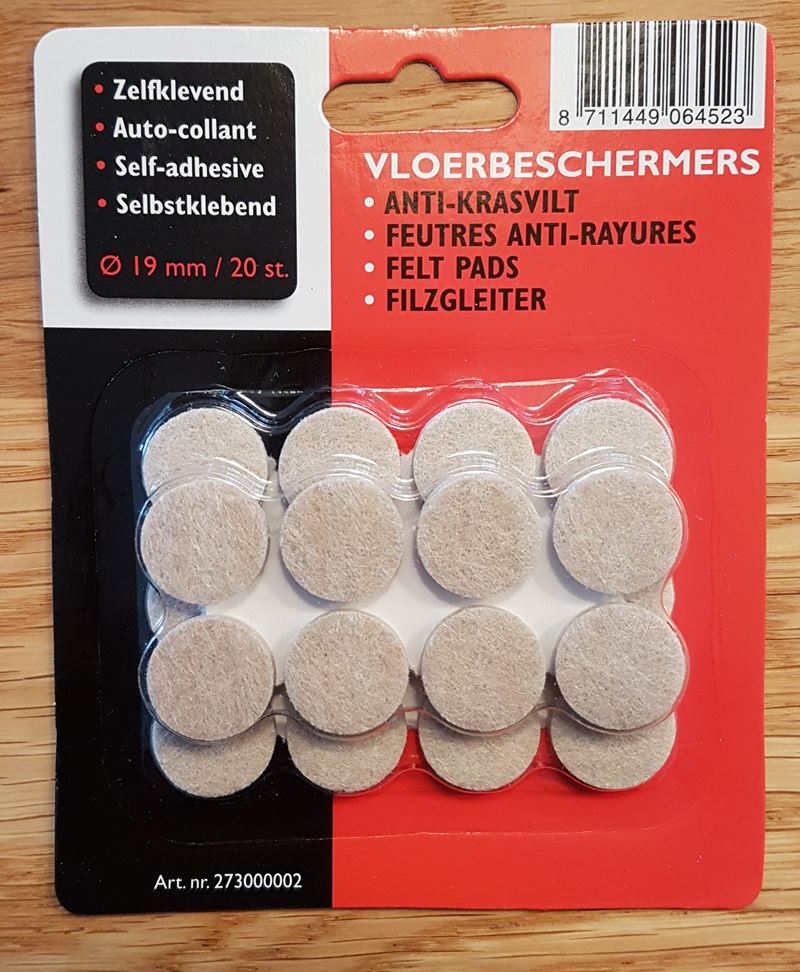 • Zelfklevend
• Auto-collant
• Self-adhesive
• Selbstklebend
Ø 19 mm / 20 st.
8 711449 064523
VLOERBESCHERMERS
• ANTI-KRASVILT
• FEUTRES ANTI-RAYURES
• FELT PADS
• FILZGLEITER
Art. nr. 273000002